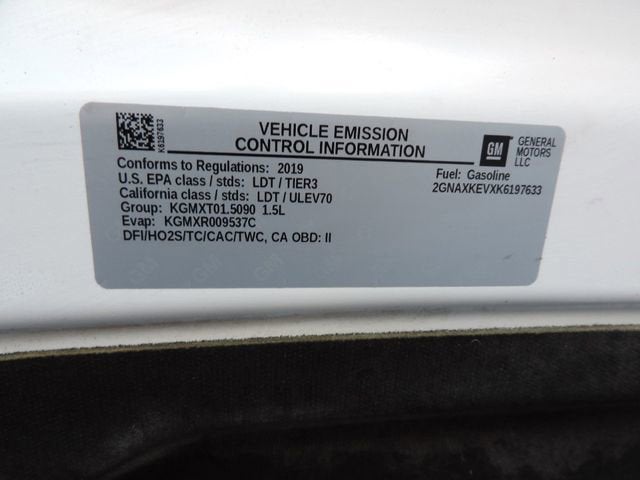 K6197633
VEHICLE EMISSION
CONTROL INFORMATION
GM
GENERAL
MOTORS
LLC
Conforms to Regulations: 2019
U.S. EPA class / stds: LDT / TIER3
California class / stds: LDT / ULEV70
Group: KGMXT01.5090 1.5L
Evap: KGMXR009537C
DFI/HO2S/TC/CAC/TWC, CA OBD: II
Fuel: Gasoline
2GNAXKEVXK6197633